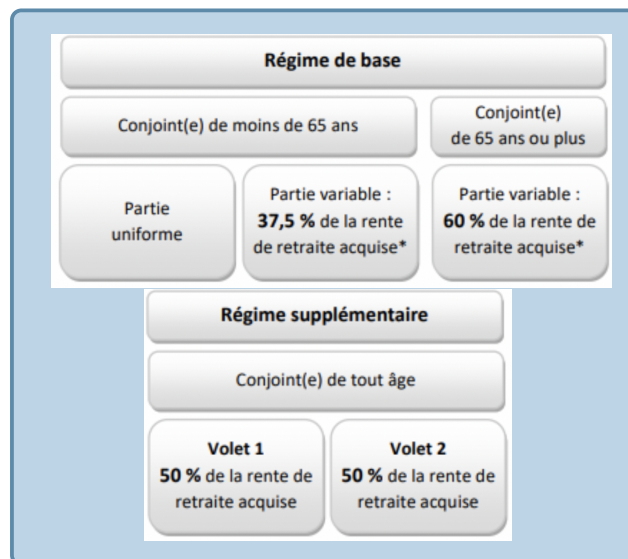 Régime de base
Conjoint(e) de moins de 65 ans
Conjoint(e)
de 65 ans ou plus
Partie
uniforme
Partie variable :
37,5 % de la rente
de retraite acquise*
Partie variable :
60 % de la rente de
retraite acquise*
Régime supplémentaire
Conjoint(e) de tout âge
Volet 1
50 % de la rente de
retraite acquise
Volet 2
50 % de la rente de
retraite acquise